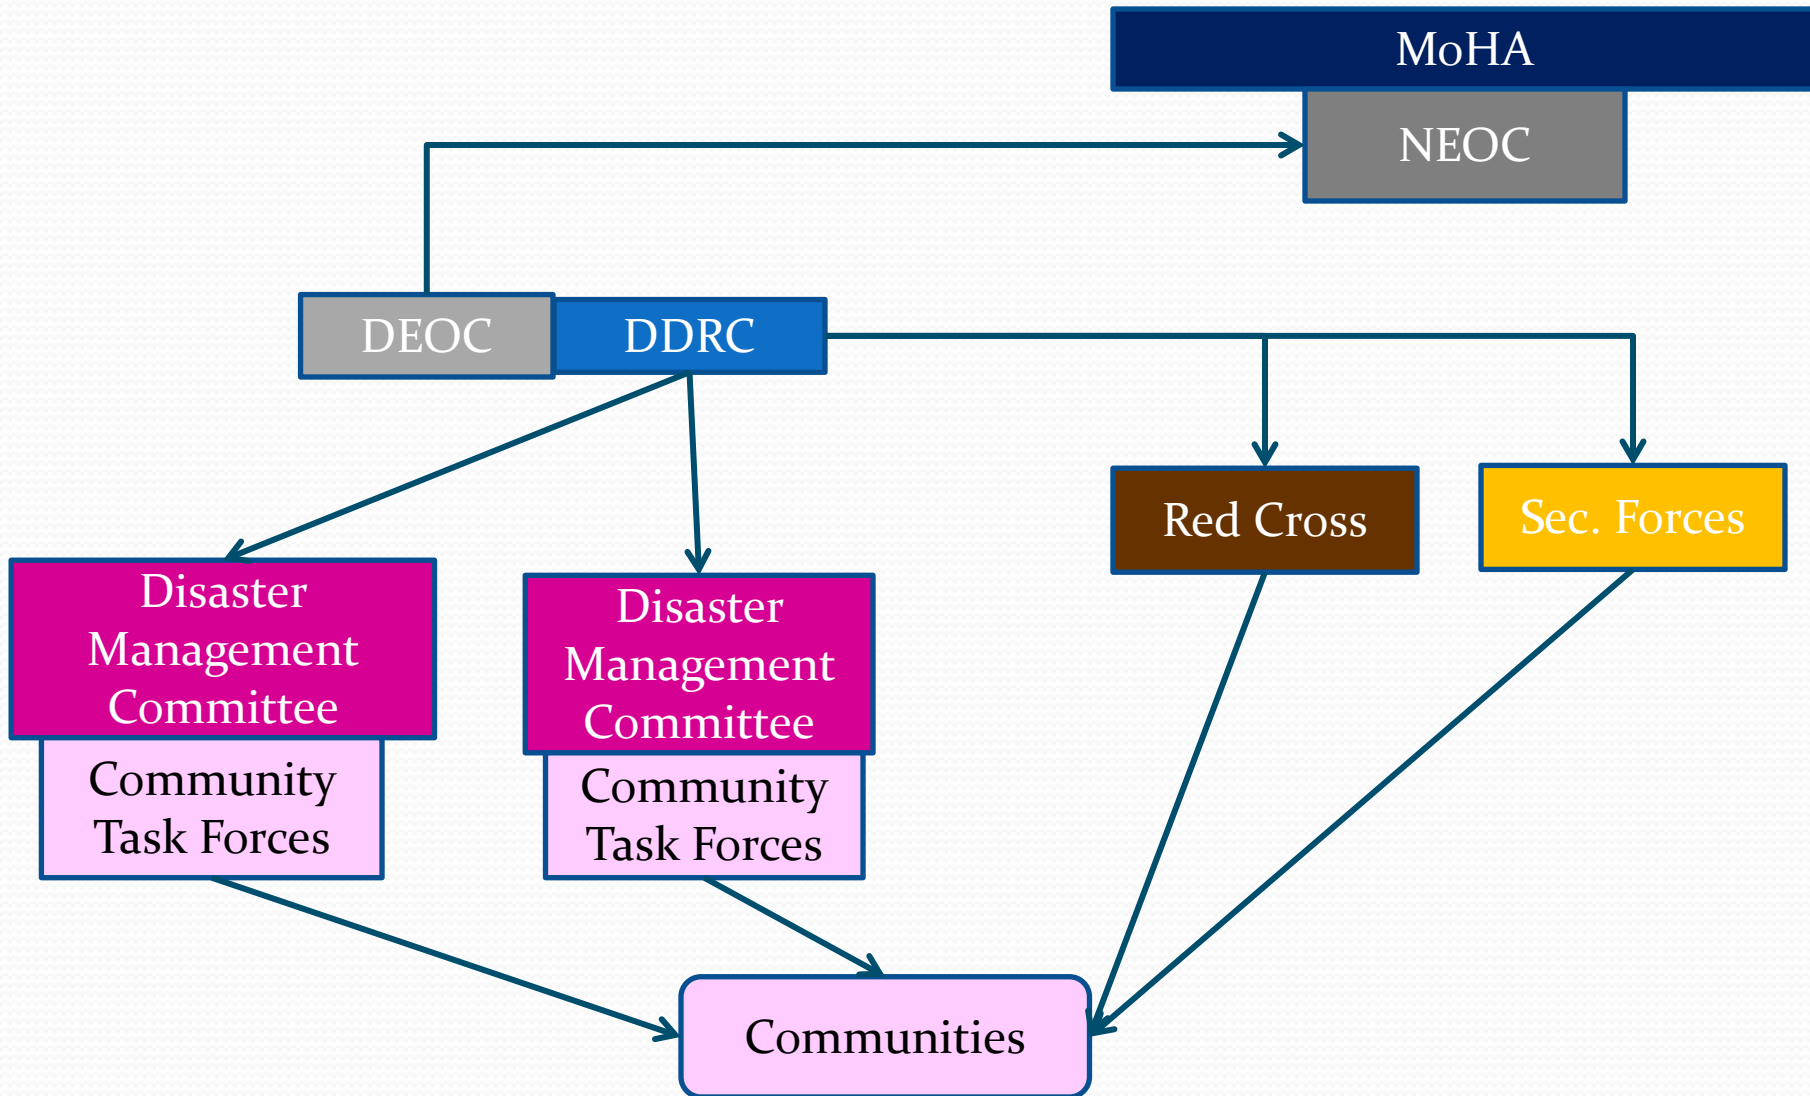 MoHA
NEOC
DEOC
DDRC
Red Cross
Sec. Forces
Disaster
Management
Committee
Community
Task Forces
Disaster
Management
Committee
Community
Task Forces
Communities